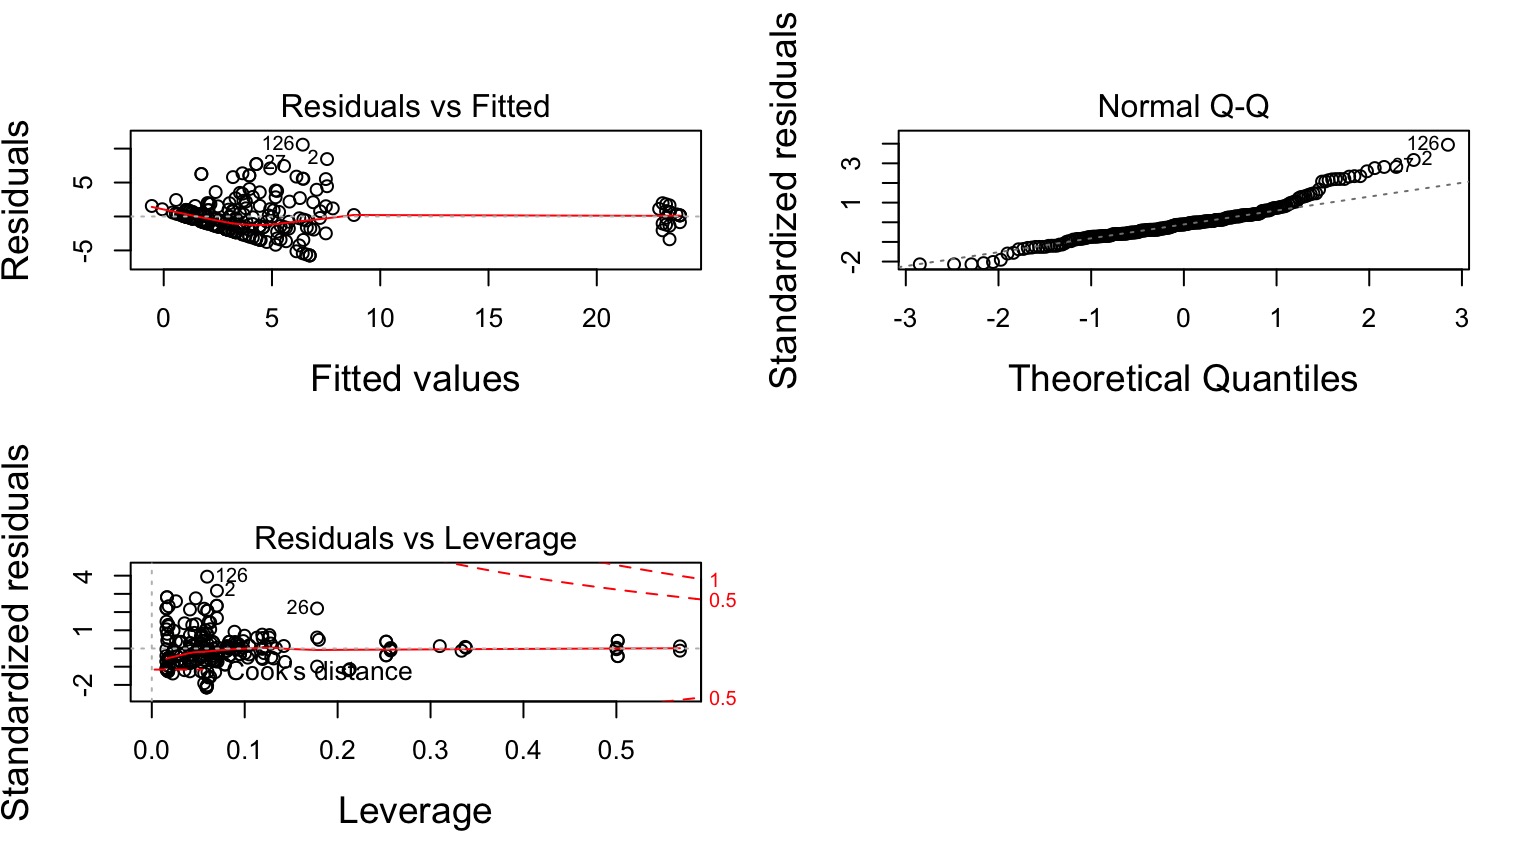 Residuals vs Fitted
Residuals
5
-5
126
27
2
0 5 10 15 20
Fitted values
Normal Q-Q
Standardized residuals
3
1
-2
126
27
2
-3 -2 -1 0 1 2 3
Theoretical Quantiles
Residuals vs Leverage
Standardized residuals
4
1
-2
126
2
26
1
0.5
0.5
Cook's distance
0.0 0.1 0.2 0.3 0.4 0.5
Leverage